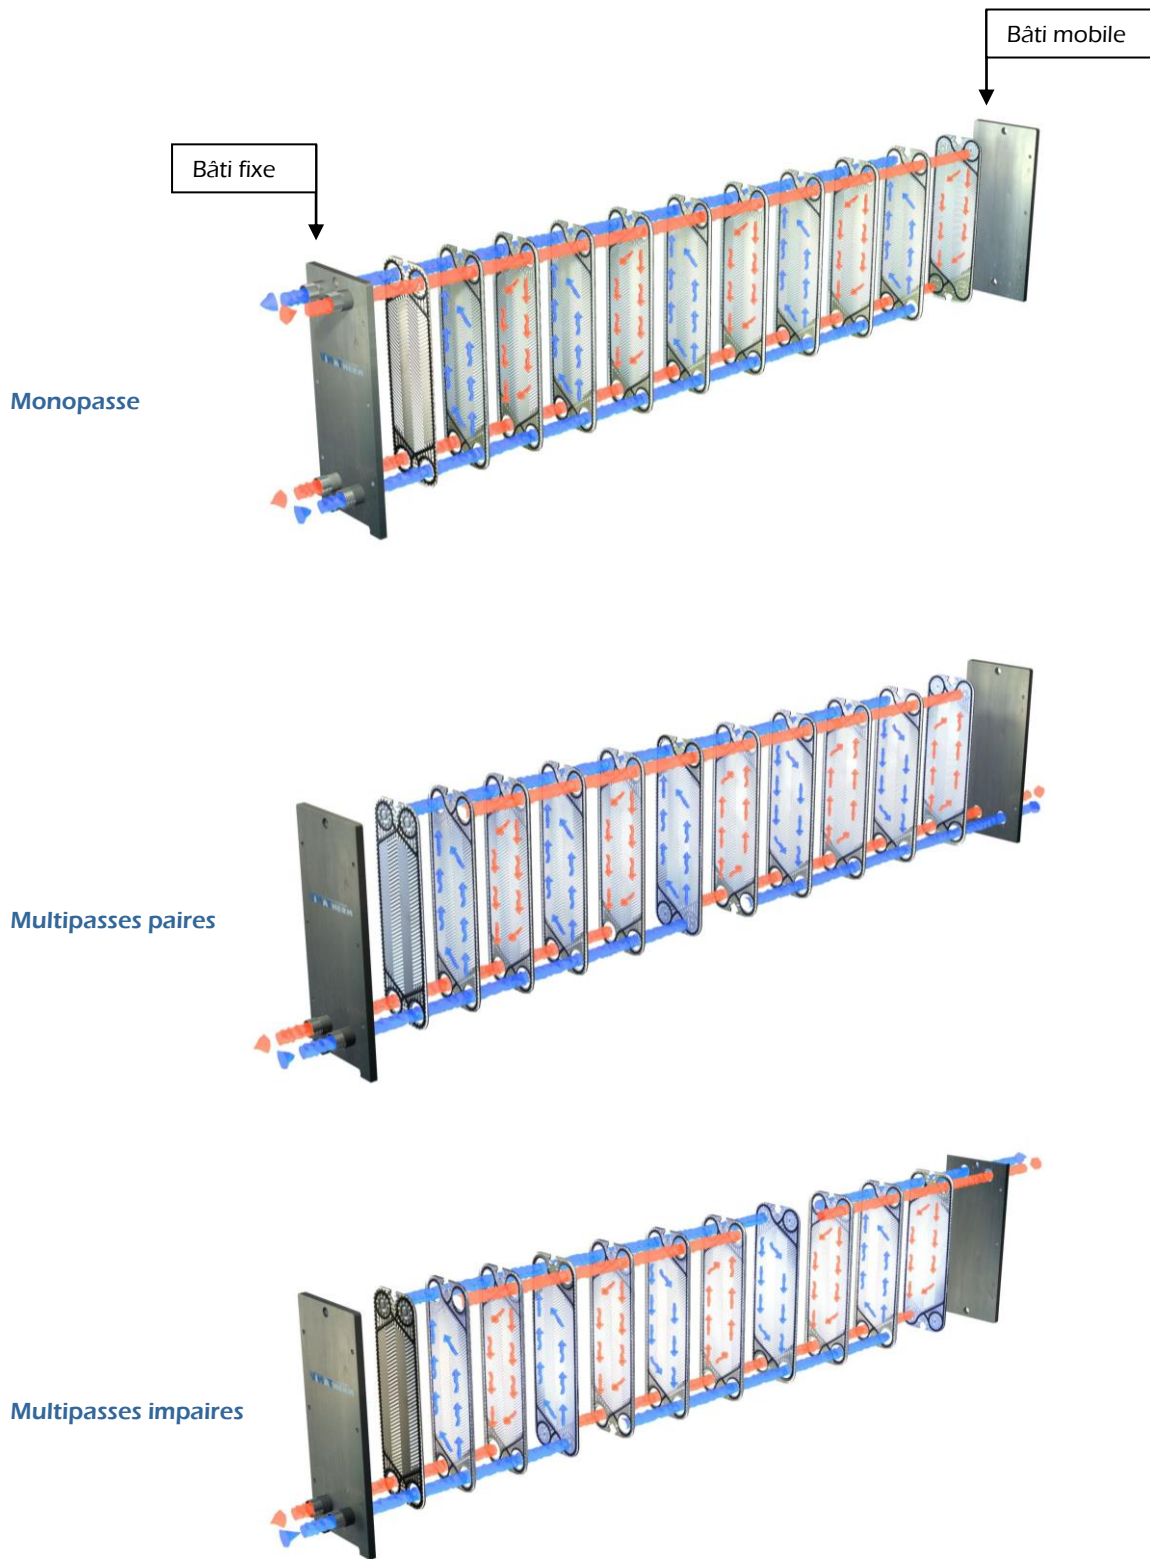 Bâti mobile
Bâti fixe
Monopasse
Multipasses paires
Multipasses impaires